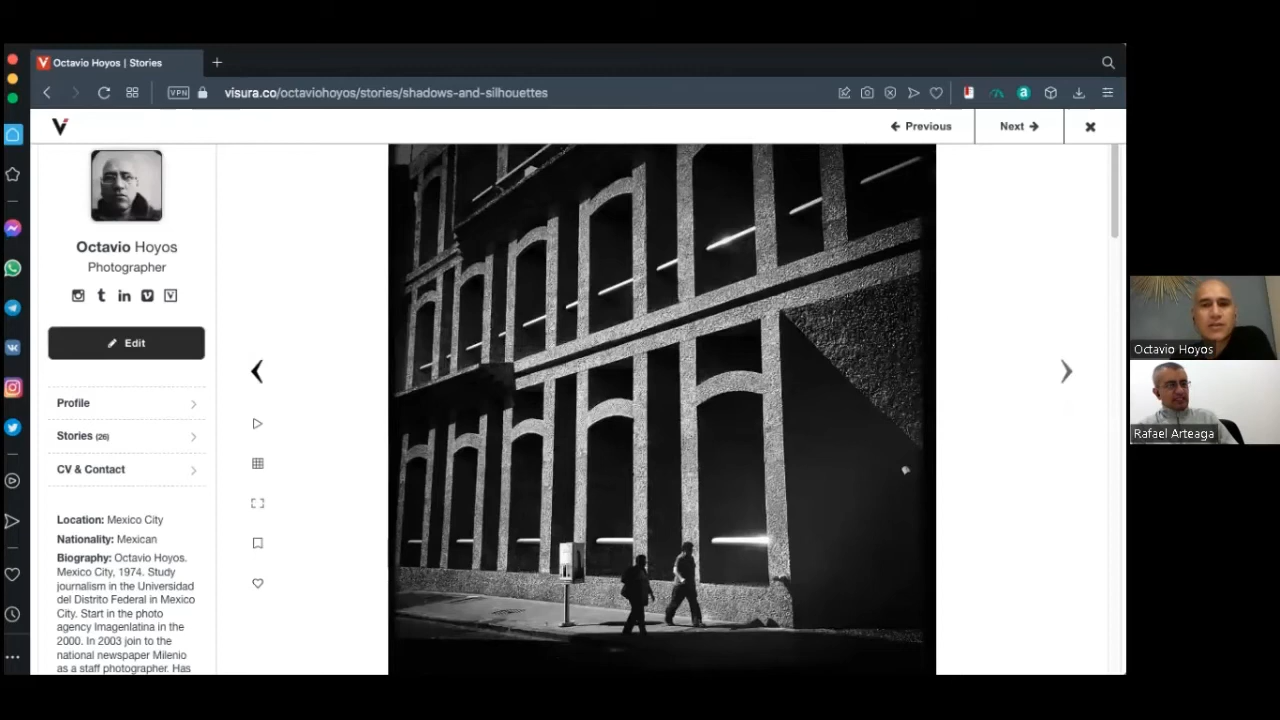 Octavio Hoyos | Stories
VPN
visura.co/octaviohoyos/stories/shadows-and-silhouettes
Previous
Next
Octavio Hoyos
Photographer
Edit
Profile
Stories (26)
CV & Contact
Location: Mexico City
Nationality: Mexican
Biography: Octavio Hoyos.
Mexico City, 1974. Study
journalism in the Universidad
del Distrito Federal in Mexico
City. Start in the photo
agency Imagenlatina in the
2000. In 2003 join to the
national newspaper Milenio
as a staff photographer. Has
Octavio Hoyos
Rafael Arteaga